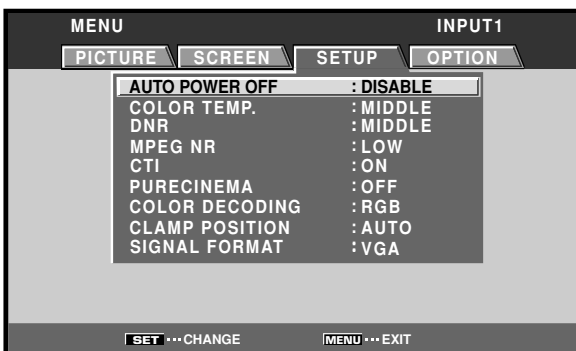 MENU INPUT1
PICTURE SCREEN SETUP OPTION
AUTO POWER OFF : DISABLE
COLOR TEMP. : MIDDLE
DNR : MIDDLE
MPEG NR : LOW
CTI : ON
PURECINEMA : OFF
COLOR DECODING : RGB
CLAMP POSITION : AUTO
SIGNAL FORMAT : VGA
SET ··· CHANGE MENU ··· EXIT